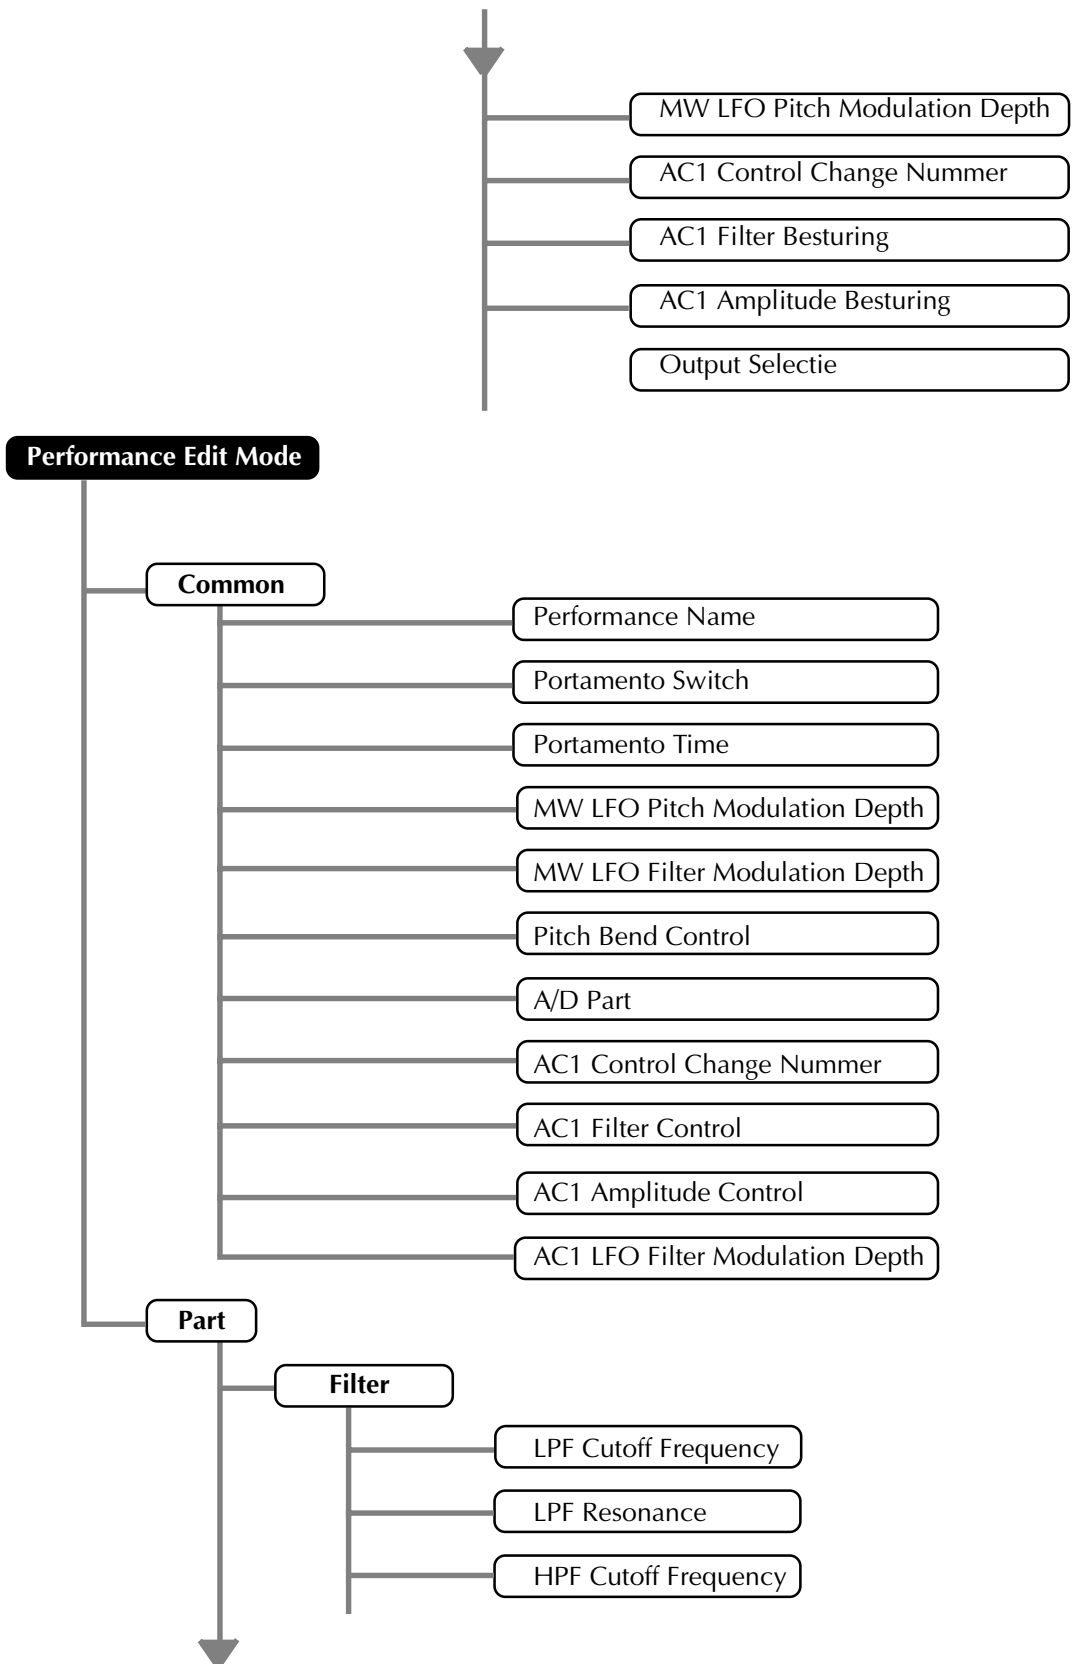 MW LFO Pitch Modulation Depth
AC1 Control Change Nummer
AC1 Filter Besturing
AC1 Amplitude Besturing
Output Selectie
Performance Edit Mode
Common
Performance Name
Portamento Switch
Portamento Time
MW LFO Pitch Modulation Depth
MW LFO Filter Modulation Depth
Pitch Bend Control
A/D Part
AC1 Control Change Nummer
AC1 Filter Control
AC1 Amplitude Control
AC1 LFO Filter Modulation Depth
Part
Filter
LPF Cutoff Frequency
LPF Resonance
HPF Cutoff Frequency